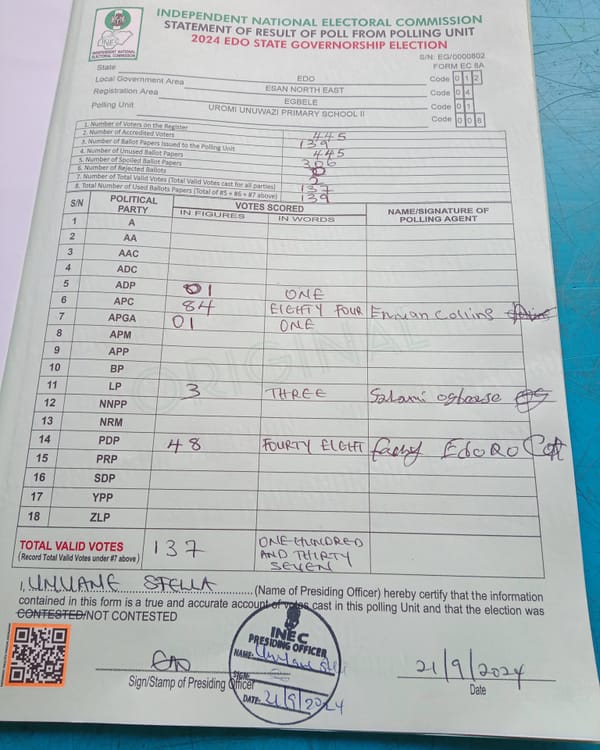 INDEPENDENT NATIONAL ELECTORAL COMMISSION
STATEMENT OF RESULT OF POLL FROM POLLING UNIT
2024 EDO STATE GOVERNORSHIP ELECTION
INEC
INDEPENDENT NATIONAL ELECTORAL COMMISSION
S/N: EG/0000802
FORM EC 8A
State EDO Code 0 1 2
Local Government Area ESAN NORTH EAST Code 0 4
Registration Area EGBELE Code 0 1
Polling Unit UROMI UNUWAZI PRIMARY SCHOOL II Code 0 0 8
1. Number of Voters on the Register 445
2. Number of Accredited Voters 139
3. Number of Ballot Papers Issued to the Polling Unit 445
4. Number of Unused Ballot Papers 306
5. Number of Spoiled Ballot Papers 0
6. Number of Rejected Ballots 2
7. Number of Total Valid Votes (Total Valid Votes cast for all parties) 137
8. Total Number of Used Ballot Papers (Total of #5 + #6 + #7 above) 139
S/N POLITICAL PARTY VOTES SCORED NAME/SIGNATURE OF POLLING AGENT
IN FIGURES IN WORDS
1 A
2 AA
3 AAC
4 ADC
5 ADP 01 ONE
6 APC 84 EIGHTY FOUR Enuvan Collins
7 APGA 01 ONE
8 APM
9 APP
10 BP
11 LP 3 THREE Salami
12 NNPP
13 NRM
14 PDP 48 FOURTY EIGHT EDORO
15 PRP
16 SDP
17 YPP
18 ZLP
ORIGINAL
TOTAL VALID VOTES 137 ONE HUNDRED
(Record Total Valid Votes under #7 above) AND THIRTY
SEVEN
I, UNUANE STELLA (Name of Presiding Officer) hereby certify that the information
contained in this form is a true and accurate account of votes cast in this polling Unit and that the election was
CONTESTED/NOT CONTESTED
INEC
PRESIDING OFFICER
NAME: Unuane
SIGN:
DATE: 21/9/2024
Sign/Stamp of Presiding Officer
21/9/2024
Date